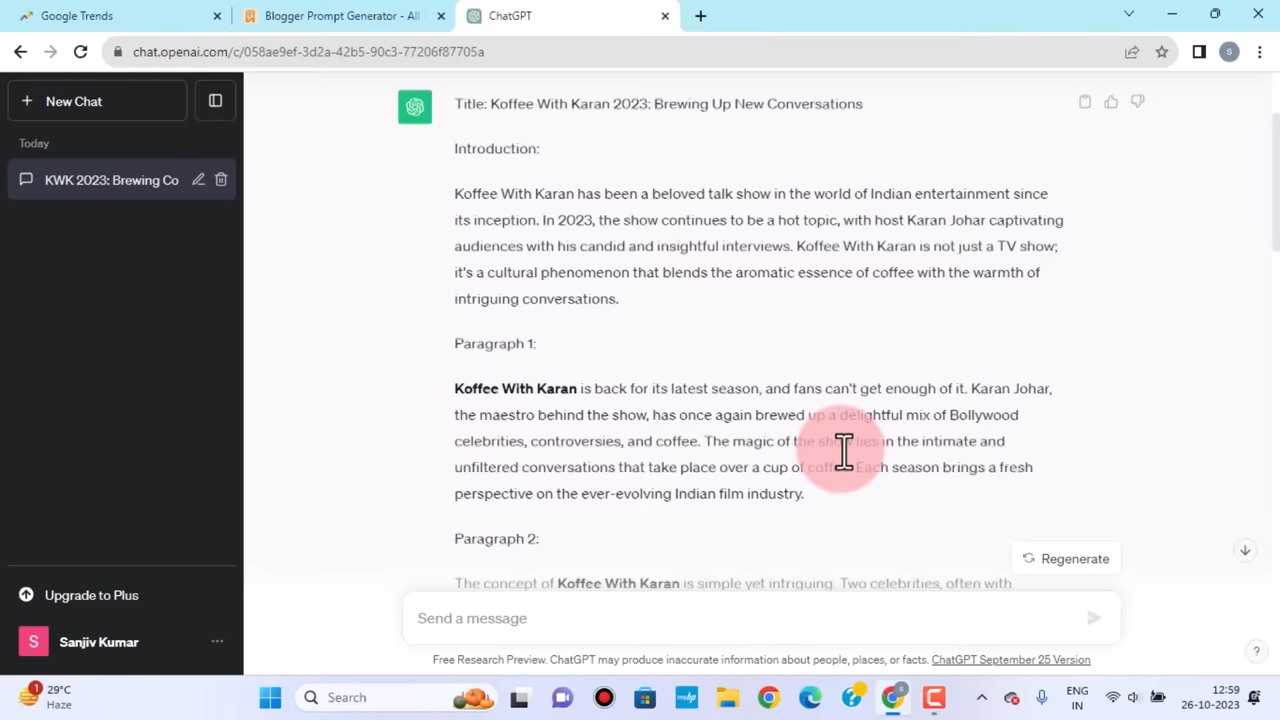 Google Trends
Blogger Prompt Generator - All
ChatGPT
chat.openai.com/c/058ae9ef-3d2a-42b5-90c3-77206f87705a
S
New Chat
Today
KWK 2023: Brewing Co
Title: Koffee With Karan 2023: Brewing Up New Conversations
Introduction:
Koffee With Karan has been a beloved talk show in the world of Indian entertainment since
its inception. In 2023, the show continues to be a hot topic, with host Karan Johar captivating
audiences with his candid and insightful interviews. Koffee With Karan is not just a TV show;
it's a cultural phenomenon that blends the aromatic essence of coffee with the warmth of
intriguing conversations.
Paragraph 1:
Koffee With Karan is back for its latest season, and fans can't get enough of it. Karan Johar,
the maestro behind the show, has once again brewed up a delightful mix of Bollywood
celebrities, controversies, and coffee. The magic of the show lies in the intimate and
unfiltered conversations that take place over a cup of coffee. Each season brings a fresh
perspective on the ever-evolving Indian film industry.
Paragraph 2:
The concept of Koffee With Karan is simple yet intriguing. Two celebrities, often with
Regenerate
Upgrade to Plus
S Sanjiv Kumar
Send a message
Free Research Preview. ChatGPT may produce inaccurate information about people, places, or facts. ChatGPT September 25 Version
?
1
29°C
Haze
Search
myhp
S
ENG
IN
12:59
26-10-2023